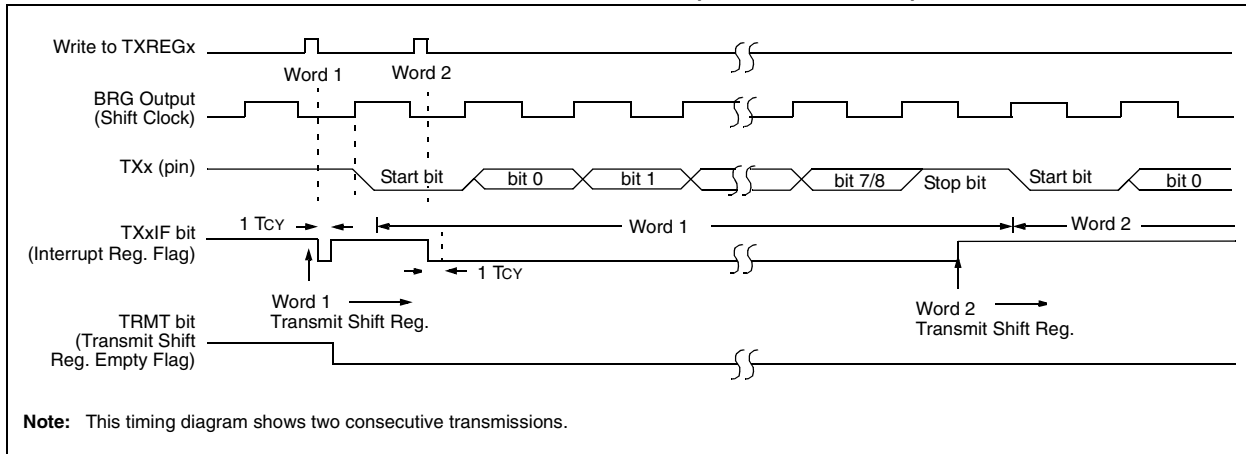 Write to TXREGx
Word 1
Word 2
BRG Output
(Shift Clock)
TXx (pin)
Start bit
bit 0
bit 1
bit 7/8
Stop bit
Start bit
bit 0
1 TCY
Word 1
Word 2
TXxIF bit
(Interrupt Reg. Flag)
1 TCY
Word 1
Transmit Shift Reg.
Word 2
Transmit Shift Reg.
TRMT bit
(Transmit Shift
Reg. Empty Flag)
Note: This timing diagram shows two consecutive transmissions.